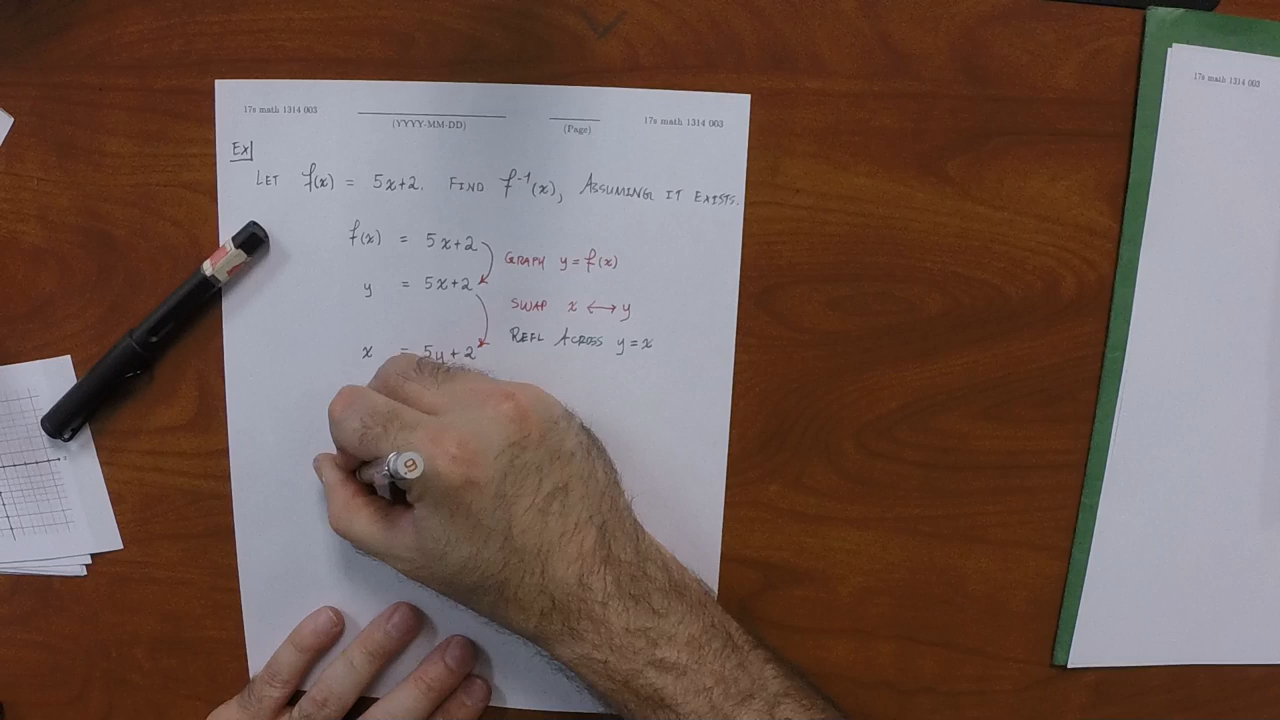 17s math 1314 003
(YYYY-MM-DD)
(Page)
17s math 1314 003
Ex
LET f(x) = 5x+2. FIND f⁻¹(x), ASSUMING IT EXISTS.
f(x) = 5x+2
GRAPH y = f(x)
y = 5x+2
SWAP x ↔ y
REFL ACROSS y = x
x = 5y + 2
17s math 1314 003